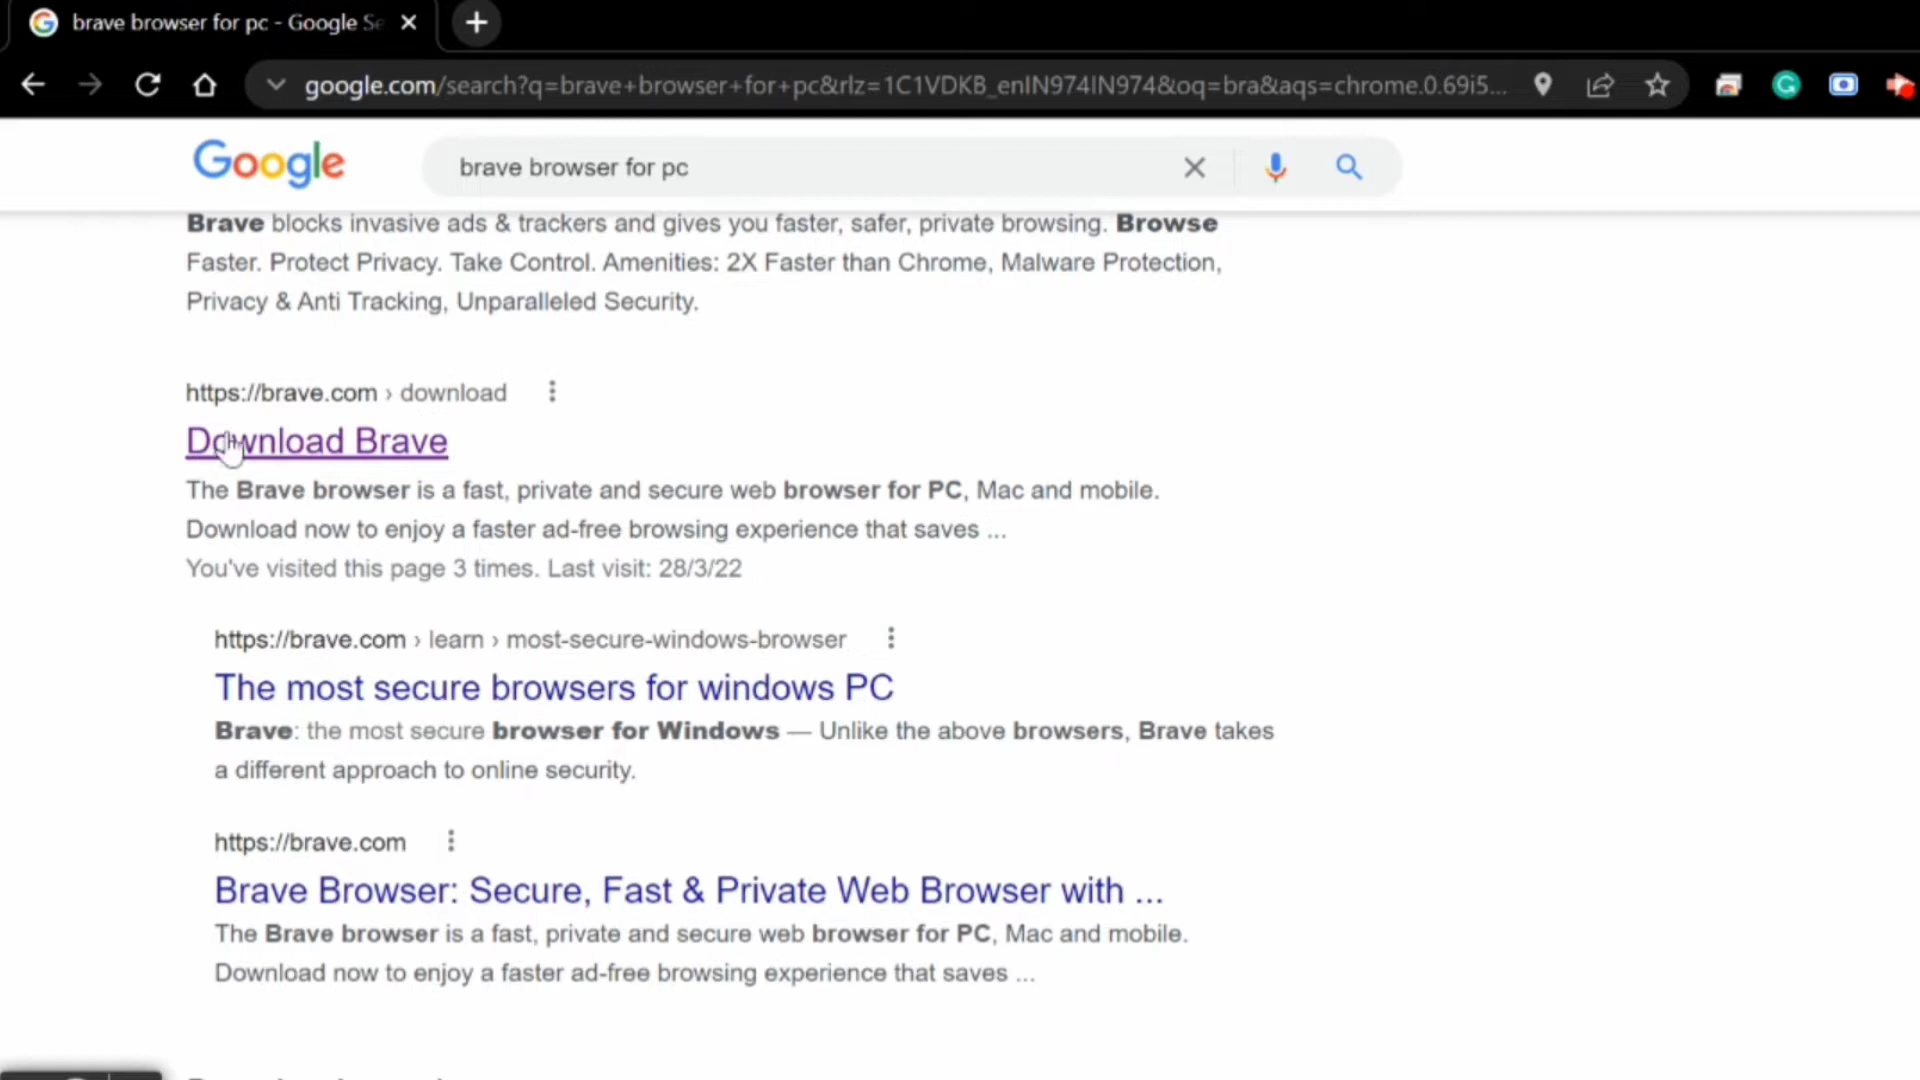 brave browser for pc - Google Se
google.com/search?q=brave+browser+for+pc&rlz=1C1VDKB_enIN974IN974&oq=bra&aqs=chrome.0.69i5...
Google
brave browser for pc
Brave blocks invasive ads & trackers and gives you faster, safer, private browsing. Browse
Faster. Protect Privacy. Take Control. Amenities: 2X Faster than Chrome, Malware Protection,
Privacy & Anti Tracking, Unparalleled Security.
https://brave.com › download
Download Brave
The Brave browser is a fast, private and secure web browser for PC, Mac and mobile.
Download now to enjoy a faster ad-free browsing experience that saves ...
You've visited this page 3 times. Last visit: 28/3/22
https://brave.com › learn › most-secure-windows-browser
The most secure browsers for windows PC
Brave: the most secure browser for Windows — Unlike the above browsers, Brave takes
a different approach to online security.
https://brave.com
Brave Browser: Secure, Fast & Private Web Browser with ...
The Brave browser is a fast, private and secure web browser for PC, Mac and mobile.
Download now to enjoy a faster ad-free browsing experience that saves ...